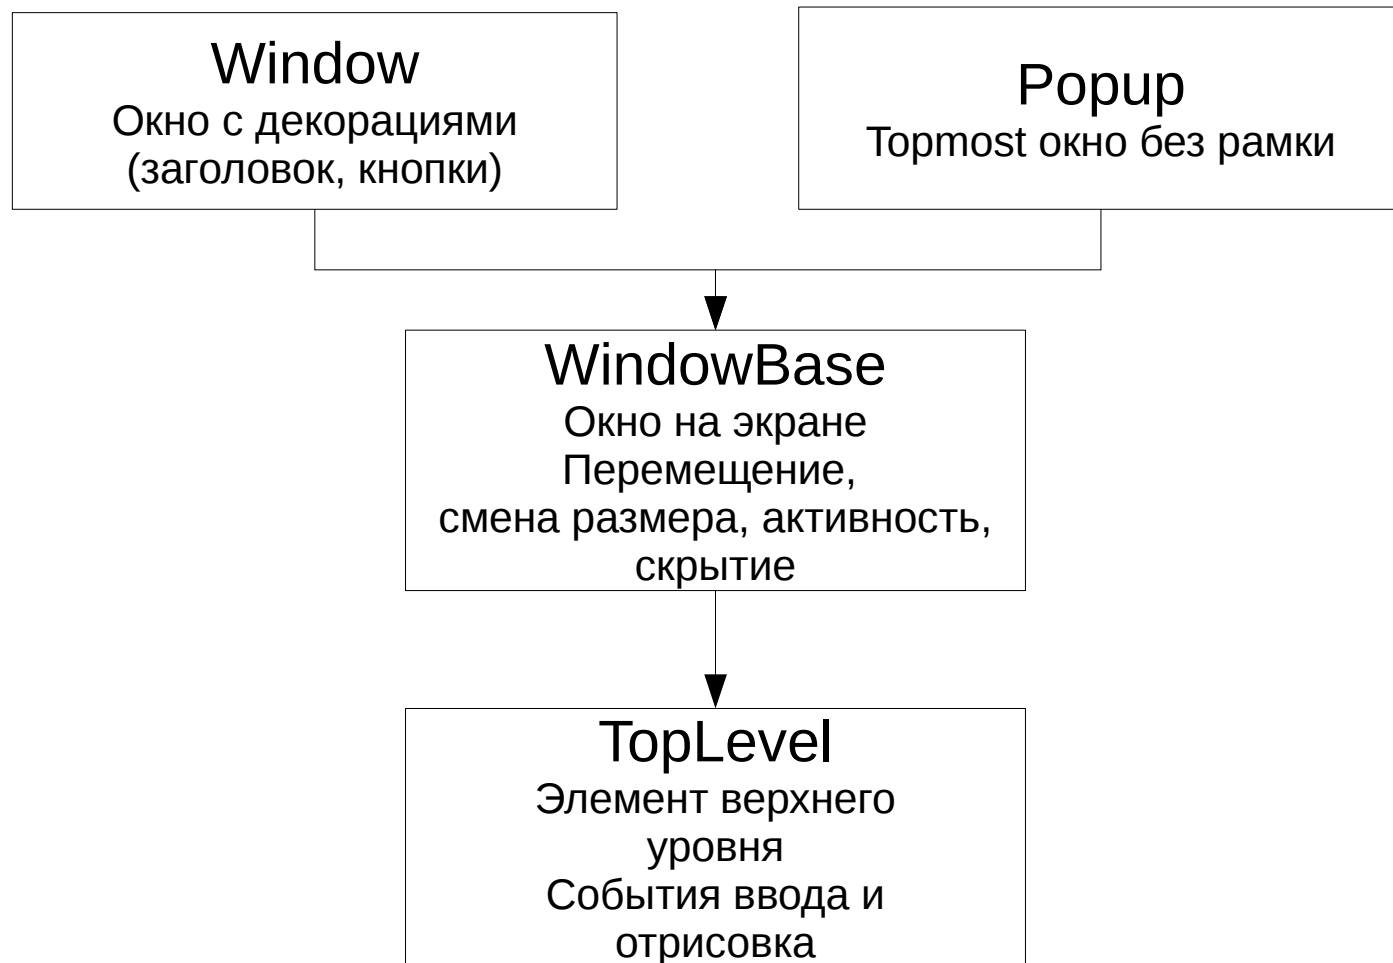 Window
Окно с декорациями
(заголовок, кнопки)
Popup
Topmost окно без рамки
WindowBase
Окно на экране
Перемещение,
смена размера, активность,
скрытие
TopLevel
Элемент верхнего
уровня
События ввода и
отрисовка